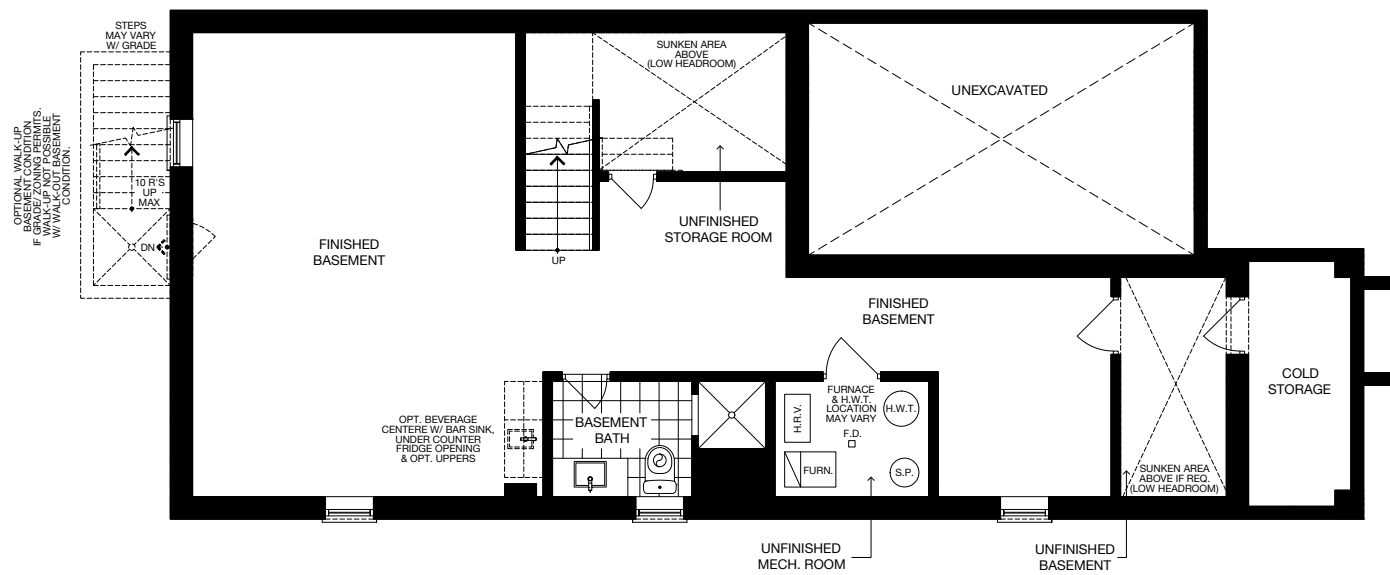 STEPS
MAY VARY
W/ GRADE
OPTIONAL WALK-UP
BASEMENT CONDITION
IF GRADE/ ZONING PERMITS.
WALK-UP NOT POSSIBLE
W/ WALK-OUT BASEMENT
CONDITION.
10 R'S
UP
MAX
DN
FINISHED
BASEMENT
UP
SUNKEN AREA
ABOVE
(LOW HEADROOM)
UNFINISHED
STORAGE ROOM
UNEXCAVATED
FINISHED
BASEMENT
COLD
STORAGE
OPT. BEVERAGE
CENTERE W/ BAR SINK,
UNDER COUNTER
FRIDGE OPENING
& OPT. UPPERS
BASEMENT
BATH
H.R.V.
FURNACE
& H.W.T.
LOCATION
MAY VARY
F.D.
H.W.T.
FURN.
S.P.
SUNKEN AREA
ABOVE IF REQ.
(LOW HEADROOM)
UNFINISHED
MECH. ROOM
UNFINISHED
BASEMENT